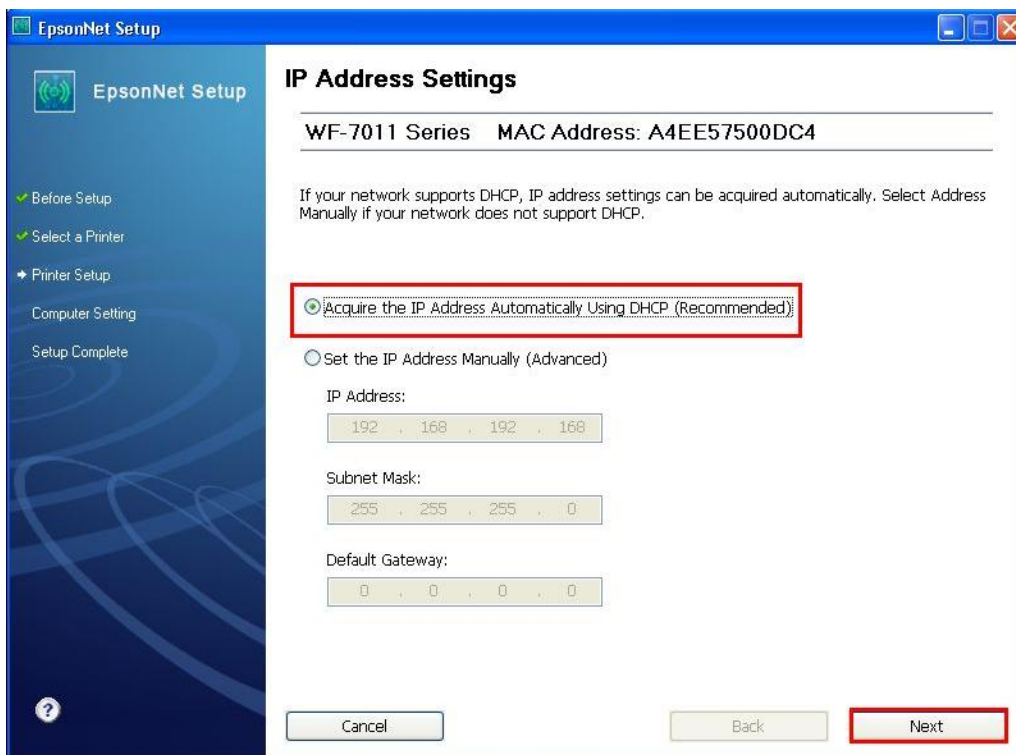 EpsonNet Setup
EpsonNet Setup
Before Setup
Select a Printer
Printer Setup
Computer Setting
Setup Complete
IP Address Settings
WF-7011 Series MAC Address: A4EE57500DC4
If your network supports DHCP, IP address settings can be acquired automatically. Select Address
Manually if your network does not support DHCP.
Acquire the IP Address Automatically Using DHCP (Recommended)
Set the IP Address Manually (Advanced)
IP Address:
192 . 168 . 192 . 168
Subnet Mask:
255 . 255 . 255 . 0
Default Gateway:
0 . 0 . 0 . 0
?
Cancel
Back
Next